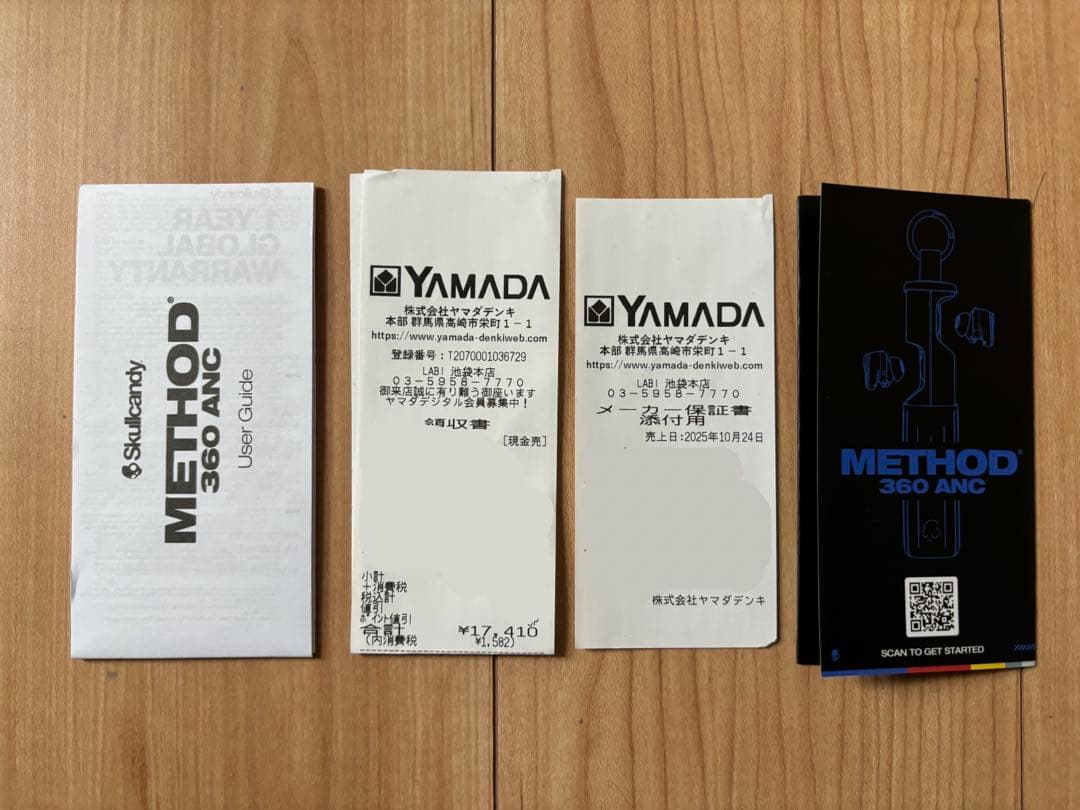 Skullcandy
METHOD
360 ANC
User Guide
1 YEAR
GLOBAL
WARRANTY
YAMADA
株式会社ヤマダデンキ
本部 群馬県高崎市栄町1-1
https://www.yamada-denkiweb.com
登録番号:T2070001036729
LABI 池袋本店
03-5958-7770
御来店誠に有り難う御座います
ヤマダデジタル会員募集中!
領収書
[現金売]
小計
+消費税
税込計
値引
ポイント値引
合計 ¥17,410
(内消費税 ¥1,582)
YAMADA
株式会社ヤマダデンキ
本部 群馬県高崎市栄町1-1
https://www.yamada-denkiweb.com
LABI 池袋本店
03-5958-7770
メーカー保証書
添付用
売上日:2025年10月24日
株式会社ヤマダデンキ
METHOD®
360 ANC
SCAN TO GET STARTED